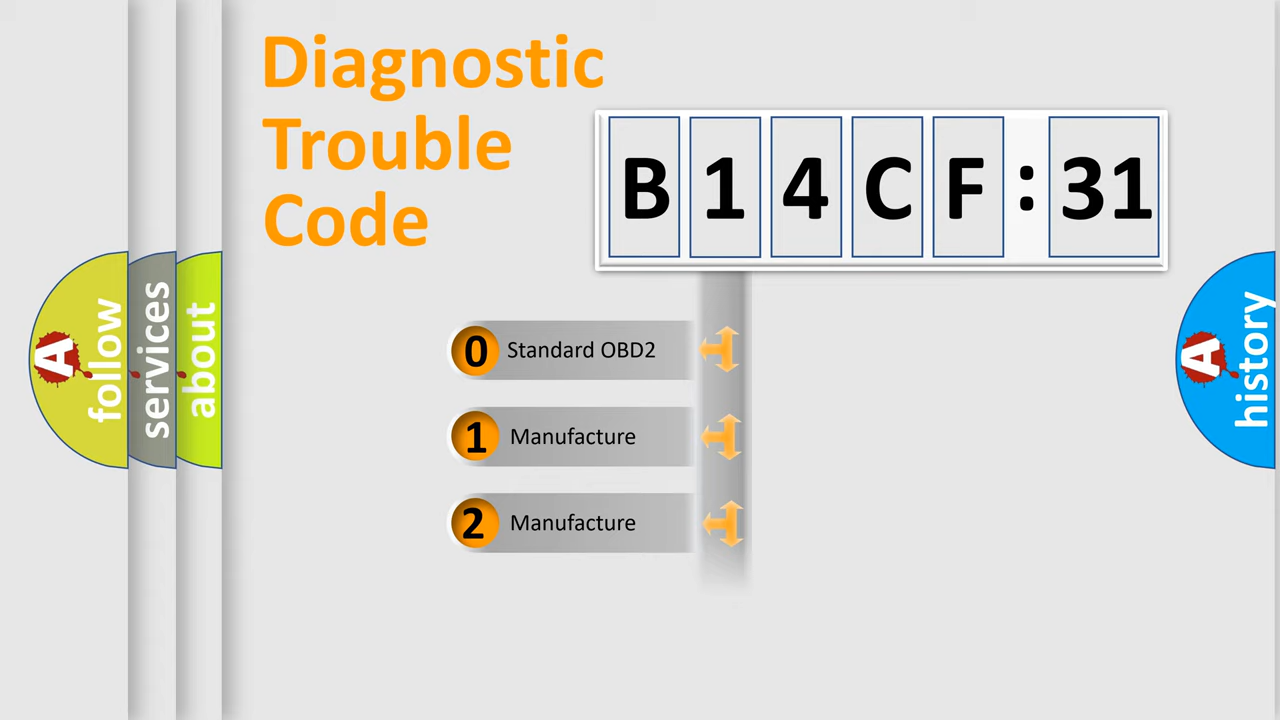 Diagnostic
Trouble
Code
B 1 4 C F : 31
0 Standard OBD2
1 Manufacture
2 Manufacture
A follow
services
about
A history